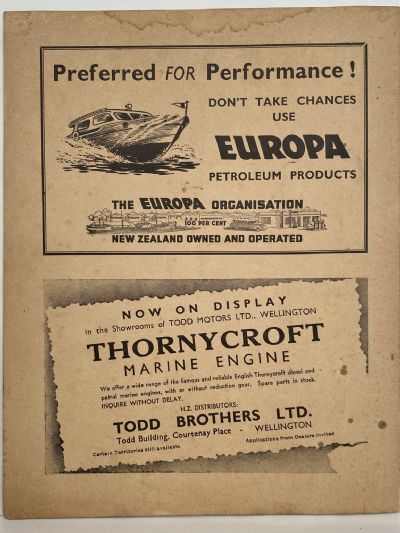 Preferred FOR Performance!
DON'T TAKE CHANCES
USE
EUROPA
PETROLEUM PRODUCTS
THE EUROPA ORGANISATION
100 PER CENT
NEW ZEALAND OWNED AND OPERATED
NOW ON DISPLAY
in the Showrooms of TODD MOTORS LTD., WELLINGTON
THORNYCROFT
MARINE ENGINE
We offer a wide range of the famous and reliable English Thornycroft diesel and
petrol marine engines, with or without reduction gear. Spare parts in stock.
INQUIRE WITHOUT DELAY.
N.Z. DISTRIBUTORS:
TODD BROTHERS LTD.
Todd Building, Courtenay Place - WELLINGTON
Certain Territories still available. Applications from Dealers invited